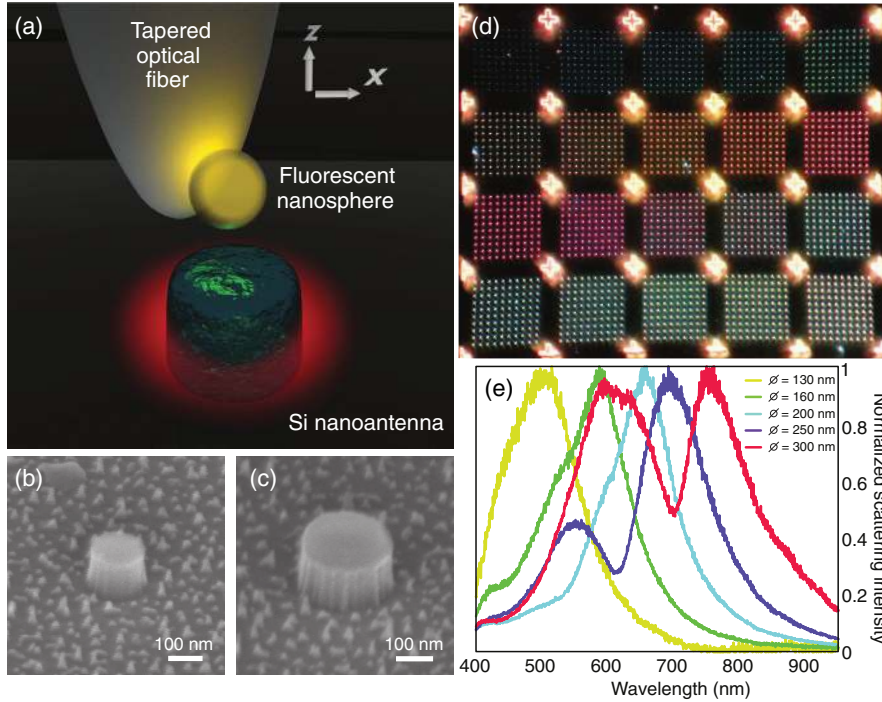 (a)
Tapered
optical
fiber
z
x
Fluorescent
nanosphere
Si nanoantenna
(b)
100 nm
(c)
100 nm
(d)
(e)
Ø = 130 nm
Ø = 160 nm
Ø = 200 nm
Ø = 250 nm
Ø = 300 nm
1
0.8
0.6
0.4
0.2
0
Normalized scattering intensity
400 500 600 700 800 900
Wavelength (nm)